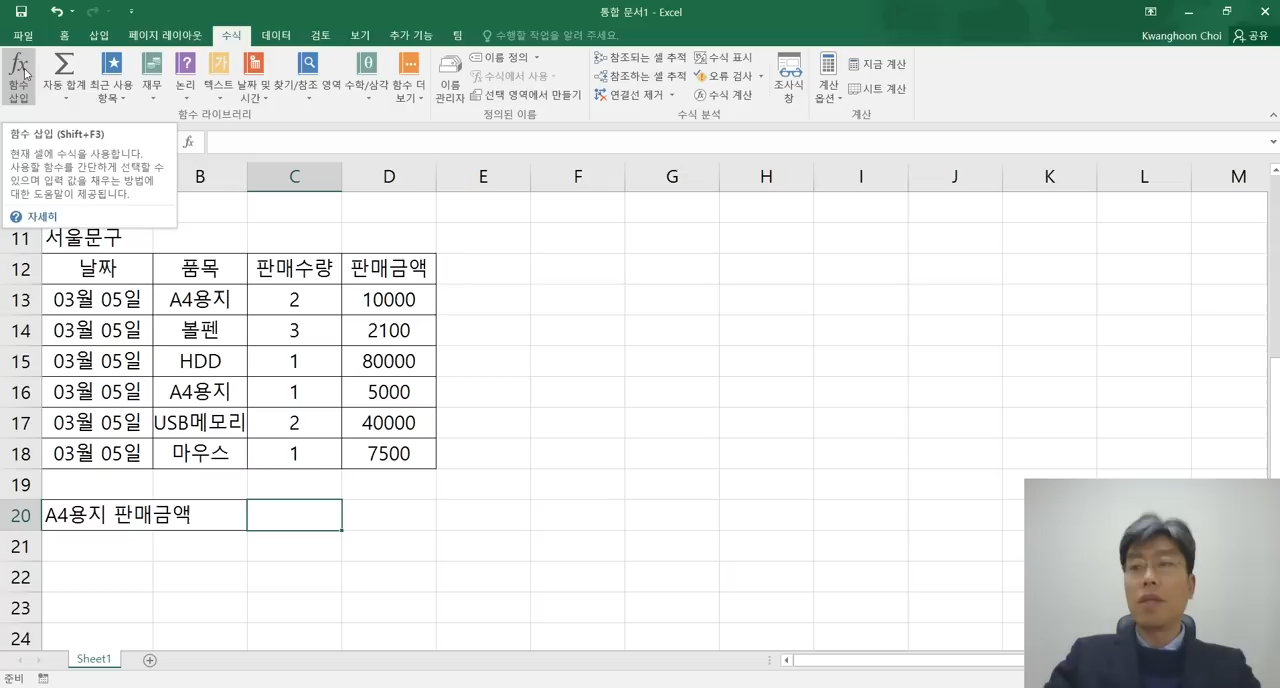 통합 문서1 - Excel
파일 홈 삽입 페이지 레이아웃 수식 데이터 검토 보기 추가 기능 팀 수행할 작업을 알려 주세요. Kwanghoon Choi 공유
fx 함수 삽입
Σ 자동 합계
최근 사용 항목
재무
논리
텍스트
날짜 및 시간
찾기/참조 영역
수학/삼각
함수 더 보기
함수 라이브러리
이름 관리자
이름 정의
수식에서 사용
선택 영역에서 만들기
정의된 이름
참조되는 셀 추적
참조하는 셀 추적
연결선 제거
수식 표시
오류 검사
수식 계산
조사식 창
수식 분석
계산 옵션
지금 계산
시트 계산
계산
함수 삽입 (Shift+F3)
현재 셀에 수식을 사용합니다.
사용할 함수를 간단하게 선택할 수
있으며 입력 값을 채우는 방법에
대한 도움말이 제공됩니다.
? 자세히
fx
B C D E F G H I J K L M
11 서울문구
12 날짜 품목 판매수량 판매금액
13 03월 05일 A4용지 2 10000
14 03월 05일 볼펜 3 2100
15 03월 05일 HDD 1 80000
16 03월 05일 A4용지 1 5000
17 03월 05일 USB메모리 2 40000
18 03월 05일 마우스 1 7500
19
20 A4용지 판매금액
21
22
23
24
Sheet1
준비